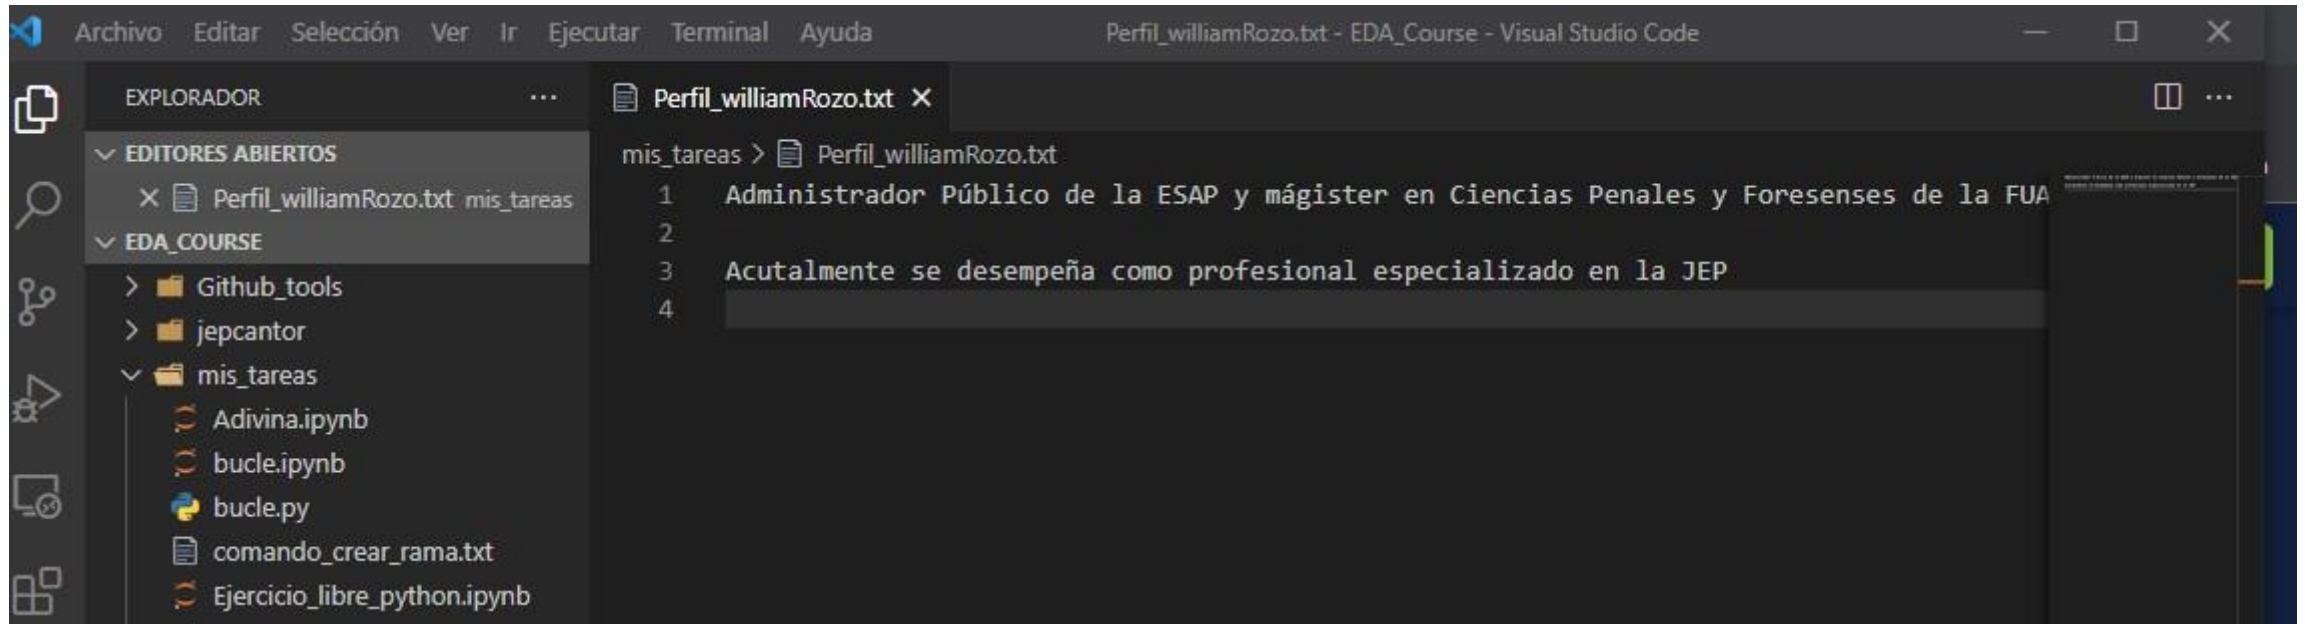 Archivo Editar Selección Ver Ir Ejecutar Terminal Ayuda Perfil_williamRozo.txt - EDA_Course - Visual Studio Code
EXPLORADOR
EDITORES ABIERTOS
Perfil_williamRozo.txt mis_tareas
EDA_COURSE
Github_tools
jepcantor
mis_tareas
Adivina.ipynb
bucle.ipynb
bucle.py
comando_crear_rama.txt
Ejercicio_libre_python.ipynb
Perfil_williamRozo.txt
mis_tareas > Perfil_williamRozo.txt
1 Administrador Público de la ESAP y mágister en Ciencias Penales y Foresenses de la FUA
2
3 Acutalmente se desempeña como profesional especializado en la JEP
4